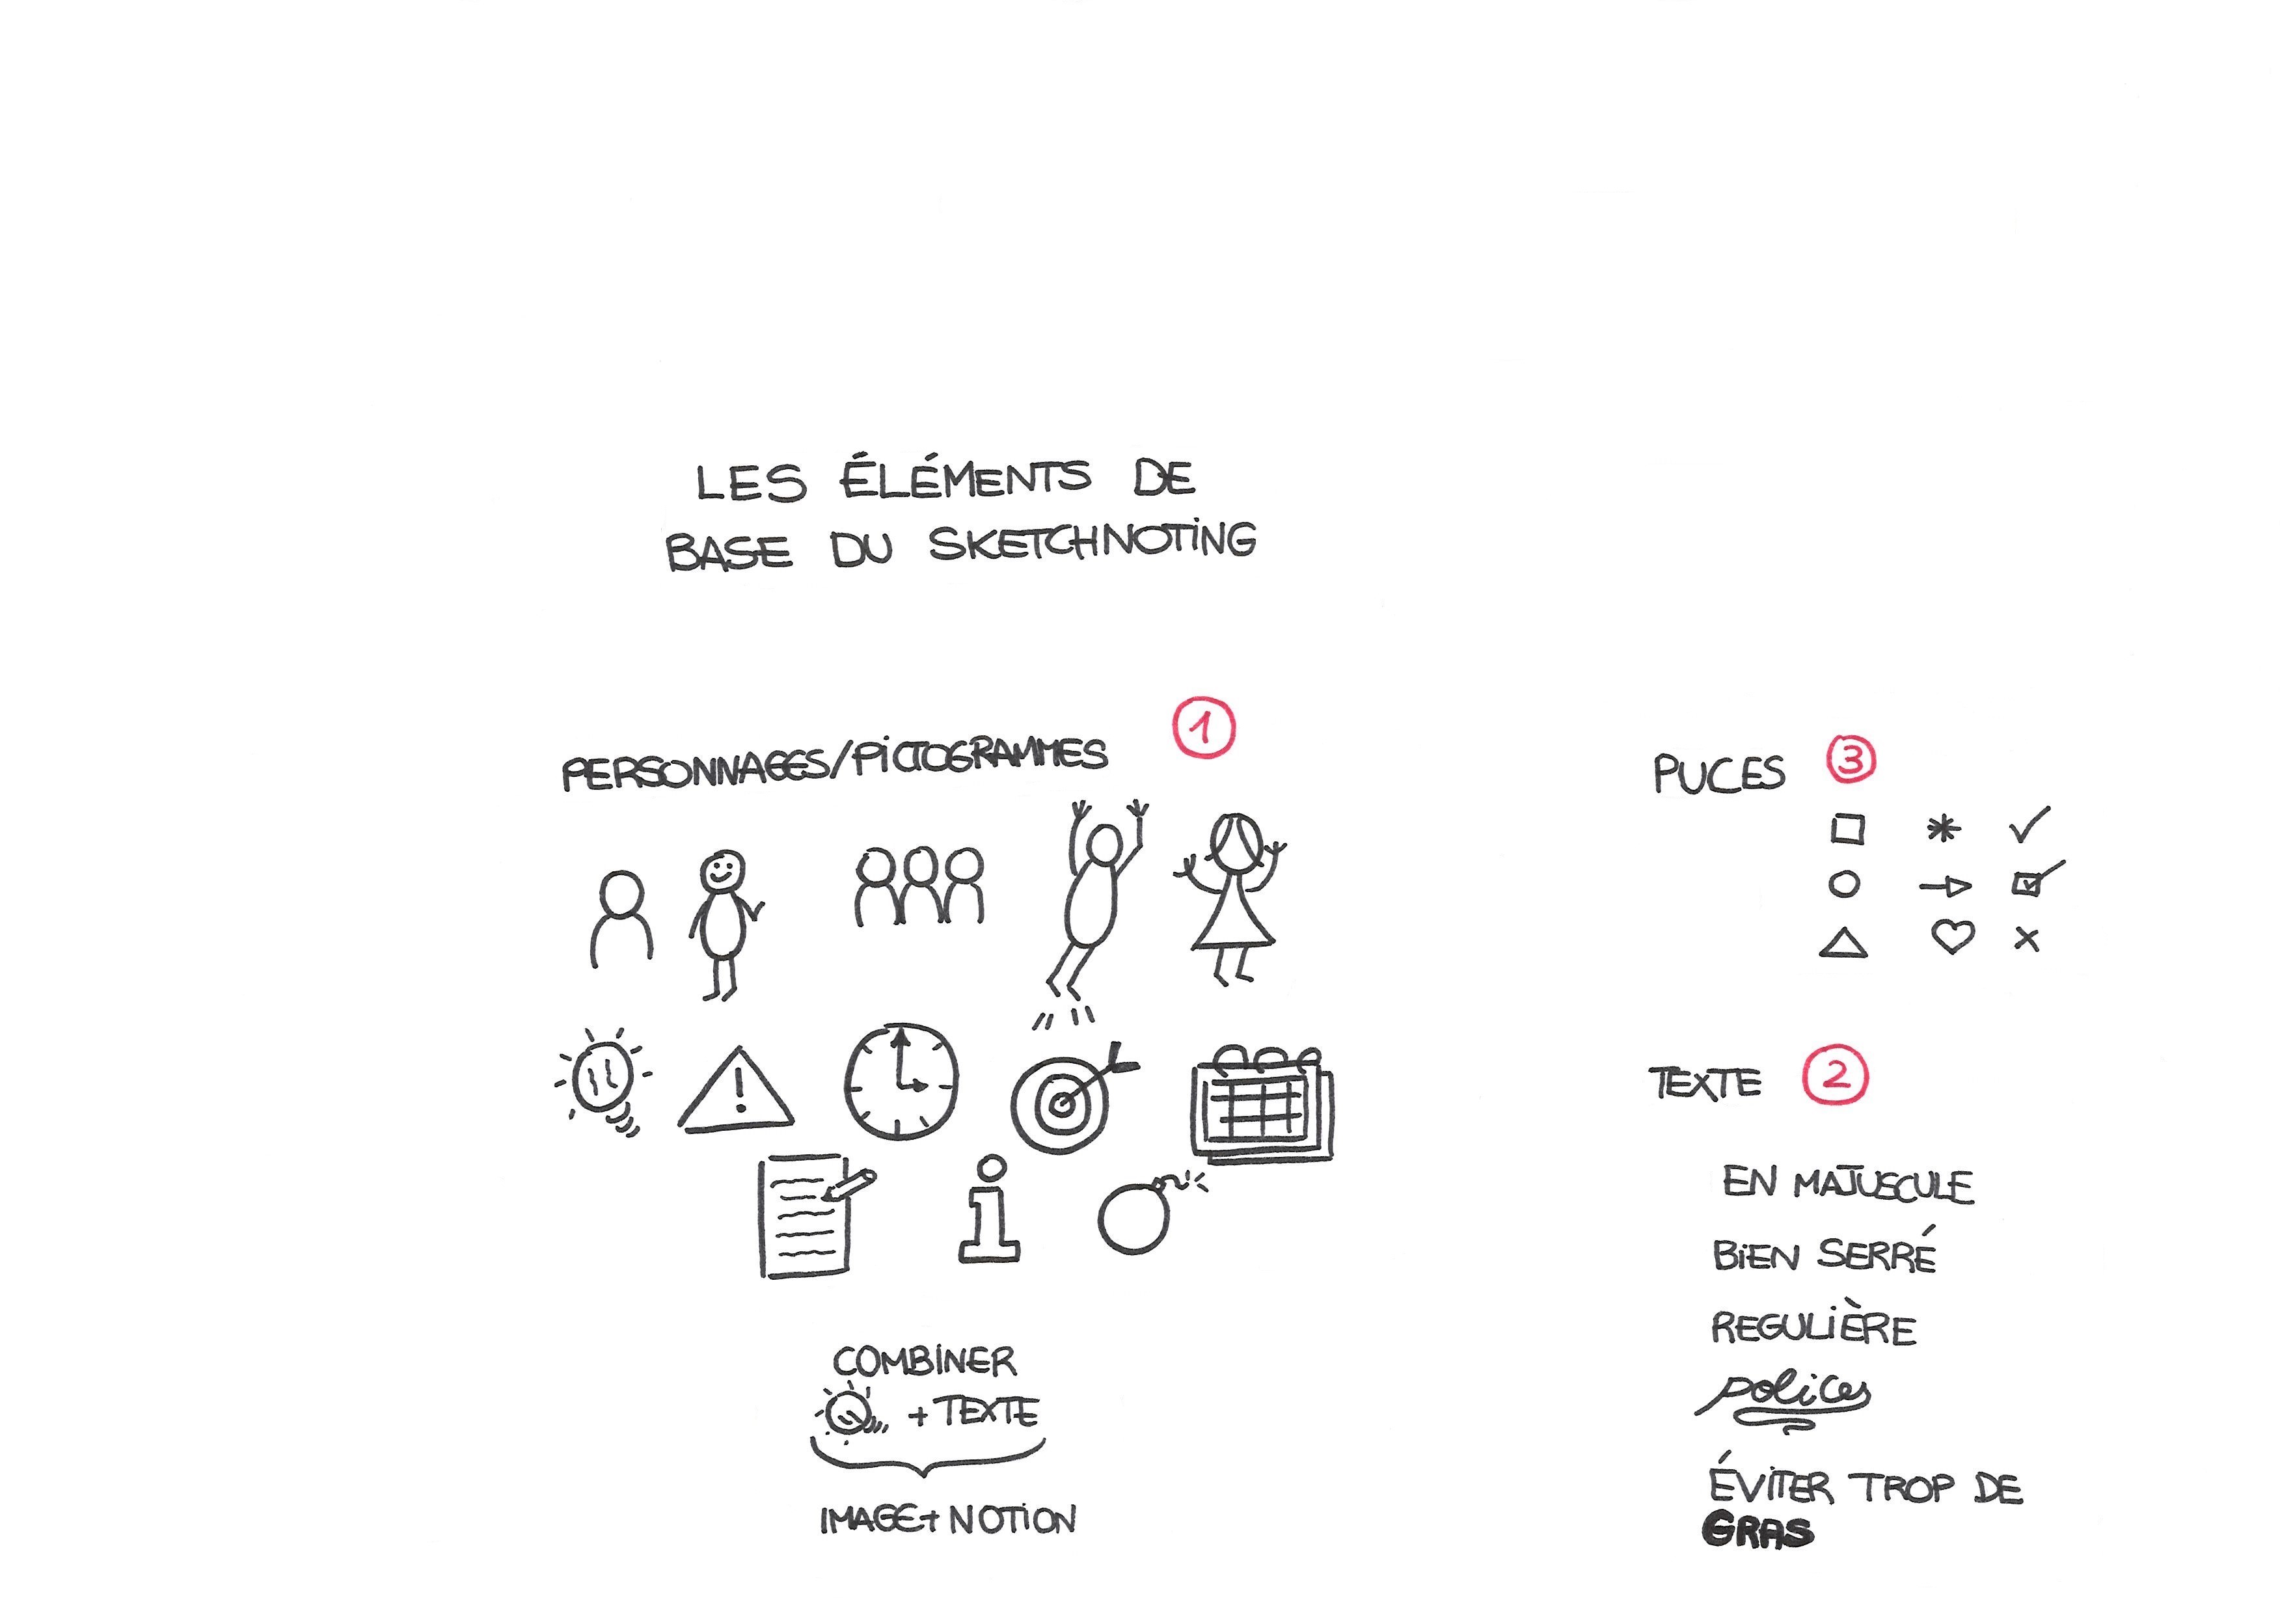 LES ÉLÉMENTS DE
BASE DU SKETCHNOTING
PERSONNAGES/PICTOGRAMMES 1
COMBINER
+ TEXTE
IMAGE + NOTION
PUCES 3
TEXTE 2
EN MAJUSCULE
BIEN SERRÉ
REGULIÈRE
polices
ÉVITER TROP DE
GRAS